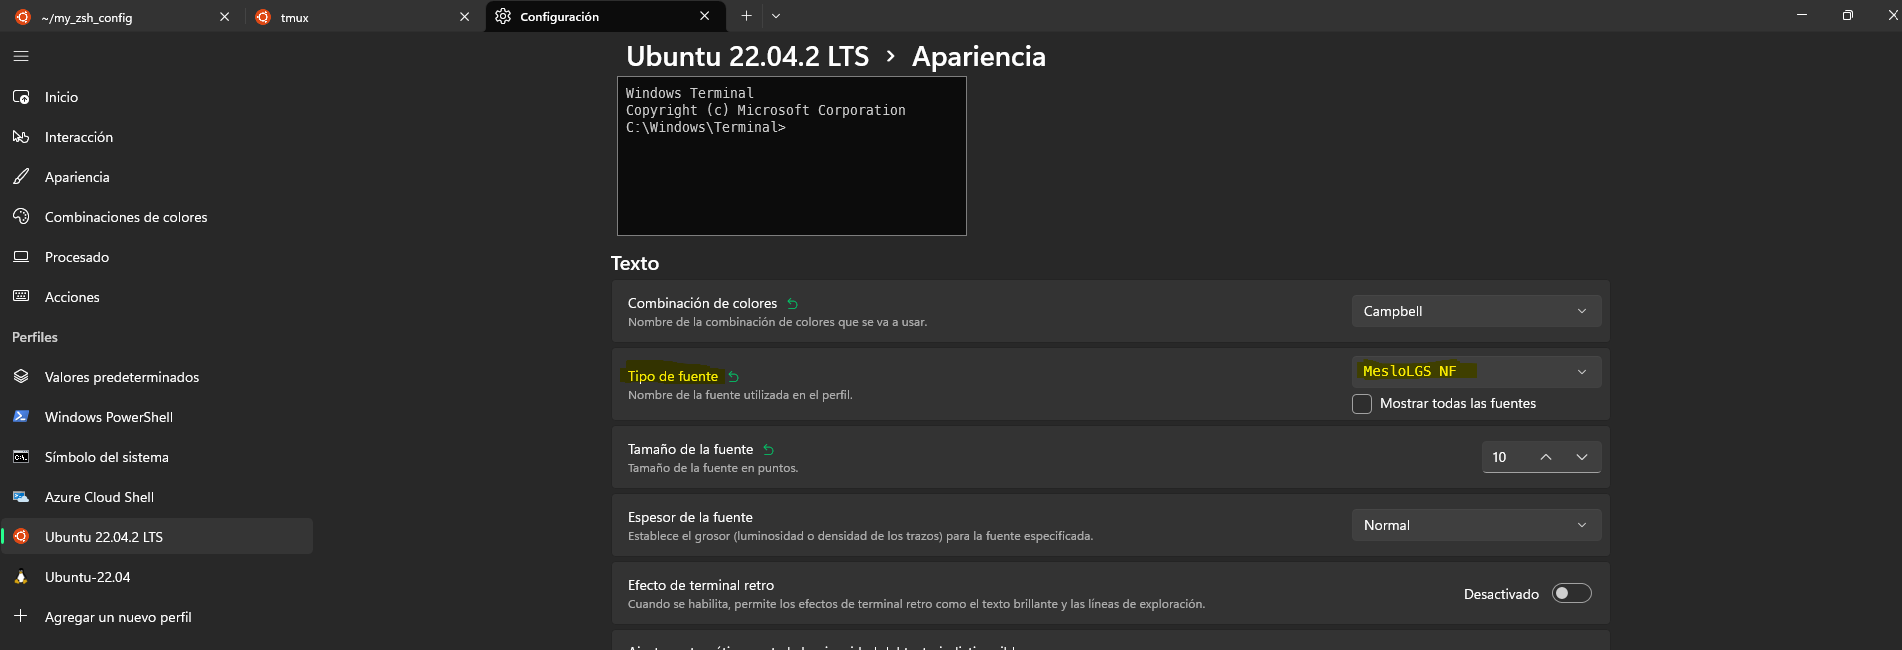 ~/my_zsh_config
tmux
Configuración
Ubuntu 22.04.2 LTS > Apariencia
Windows Terminal
Copyright (c) Microsoft Corporation
C:\Windows\Terminal>
Inicio
Interacción
Apariencia
Combinaciones de colores
Procesado
Acciones
Perfiles
Valores predeterminados
Windows PowerShell
Símbolo del sistema
Azure Cloud Shell
Ubuntu 22.04.2 LTS
Ubuntu-22.04
Agregar un nuevo perfil
Texto
Combinación de colores
Nombre de la combinación de colores que se va a usar.
Campbell
Tipo de fuente
Nombre de la fuente utilizada en el perfil.
MesloLGS NF
Mostrar todas las fuentes
Tamaño de la fuente
Tamaño de la fuente en puntos.
10
Espesor de la fuente
Establece el grosor (luminosidad o densidad de los trazos) para la fuente especificada.
Normal
Efecto de terminal retro
Cuando se habilita, permite los efectos de terminal retro como el texto brillante y las líneas de exploración.
Desactivado